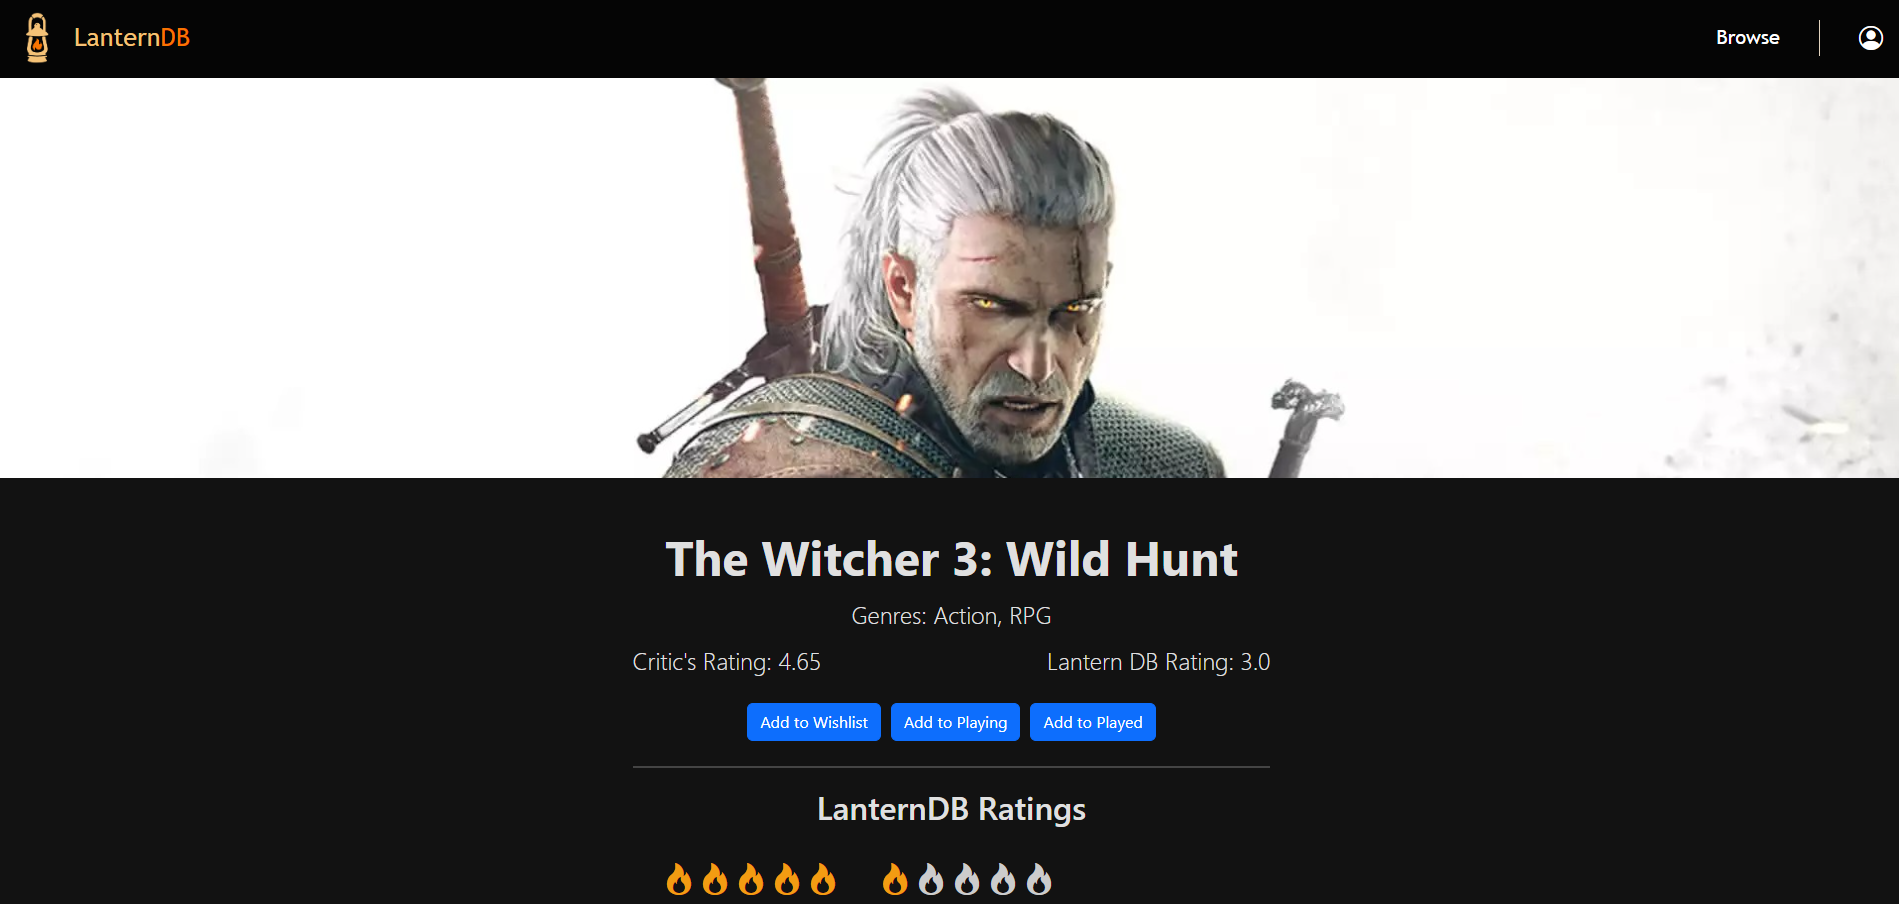 LanternDB
Browse
The Witcher 3: Wild Hunt
Genres: Action, RPG
Critic's Rating: 4.65
Lantern DB Rating: 3.0
Add to Wishlist
Add to Playing
Add to Played
LanternDB Ratings